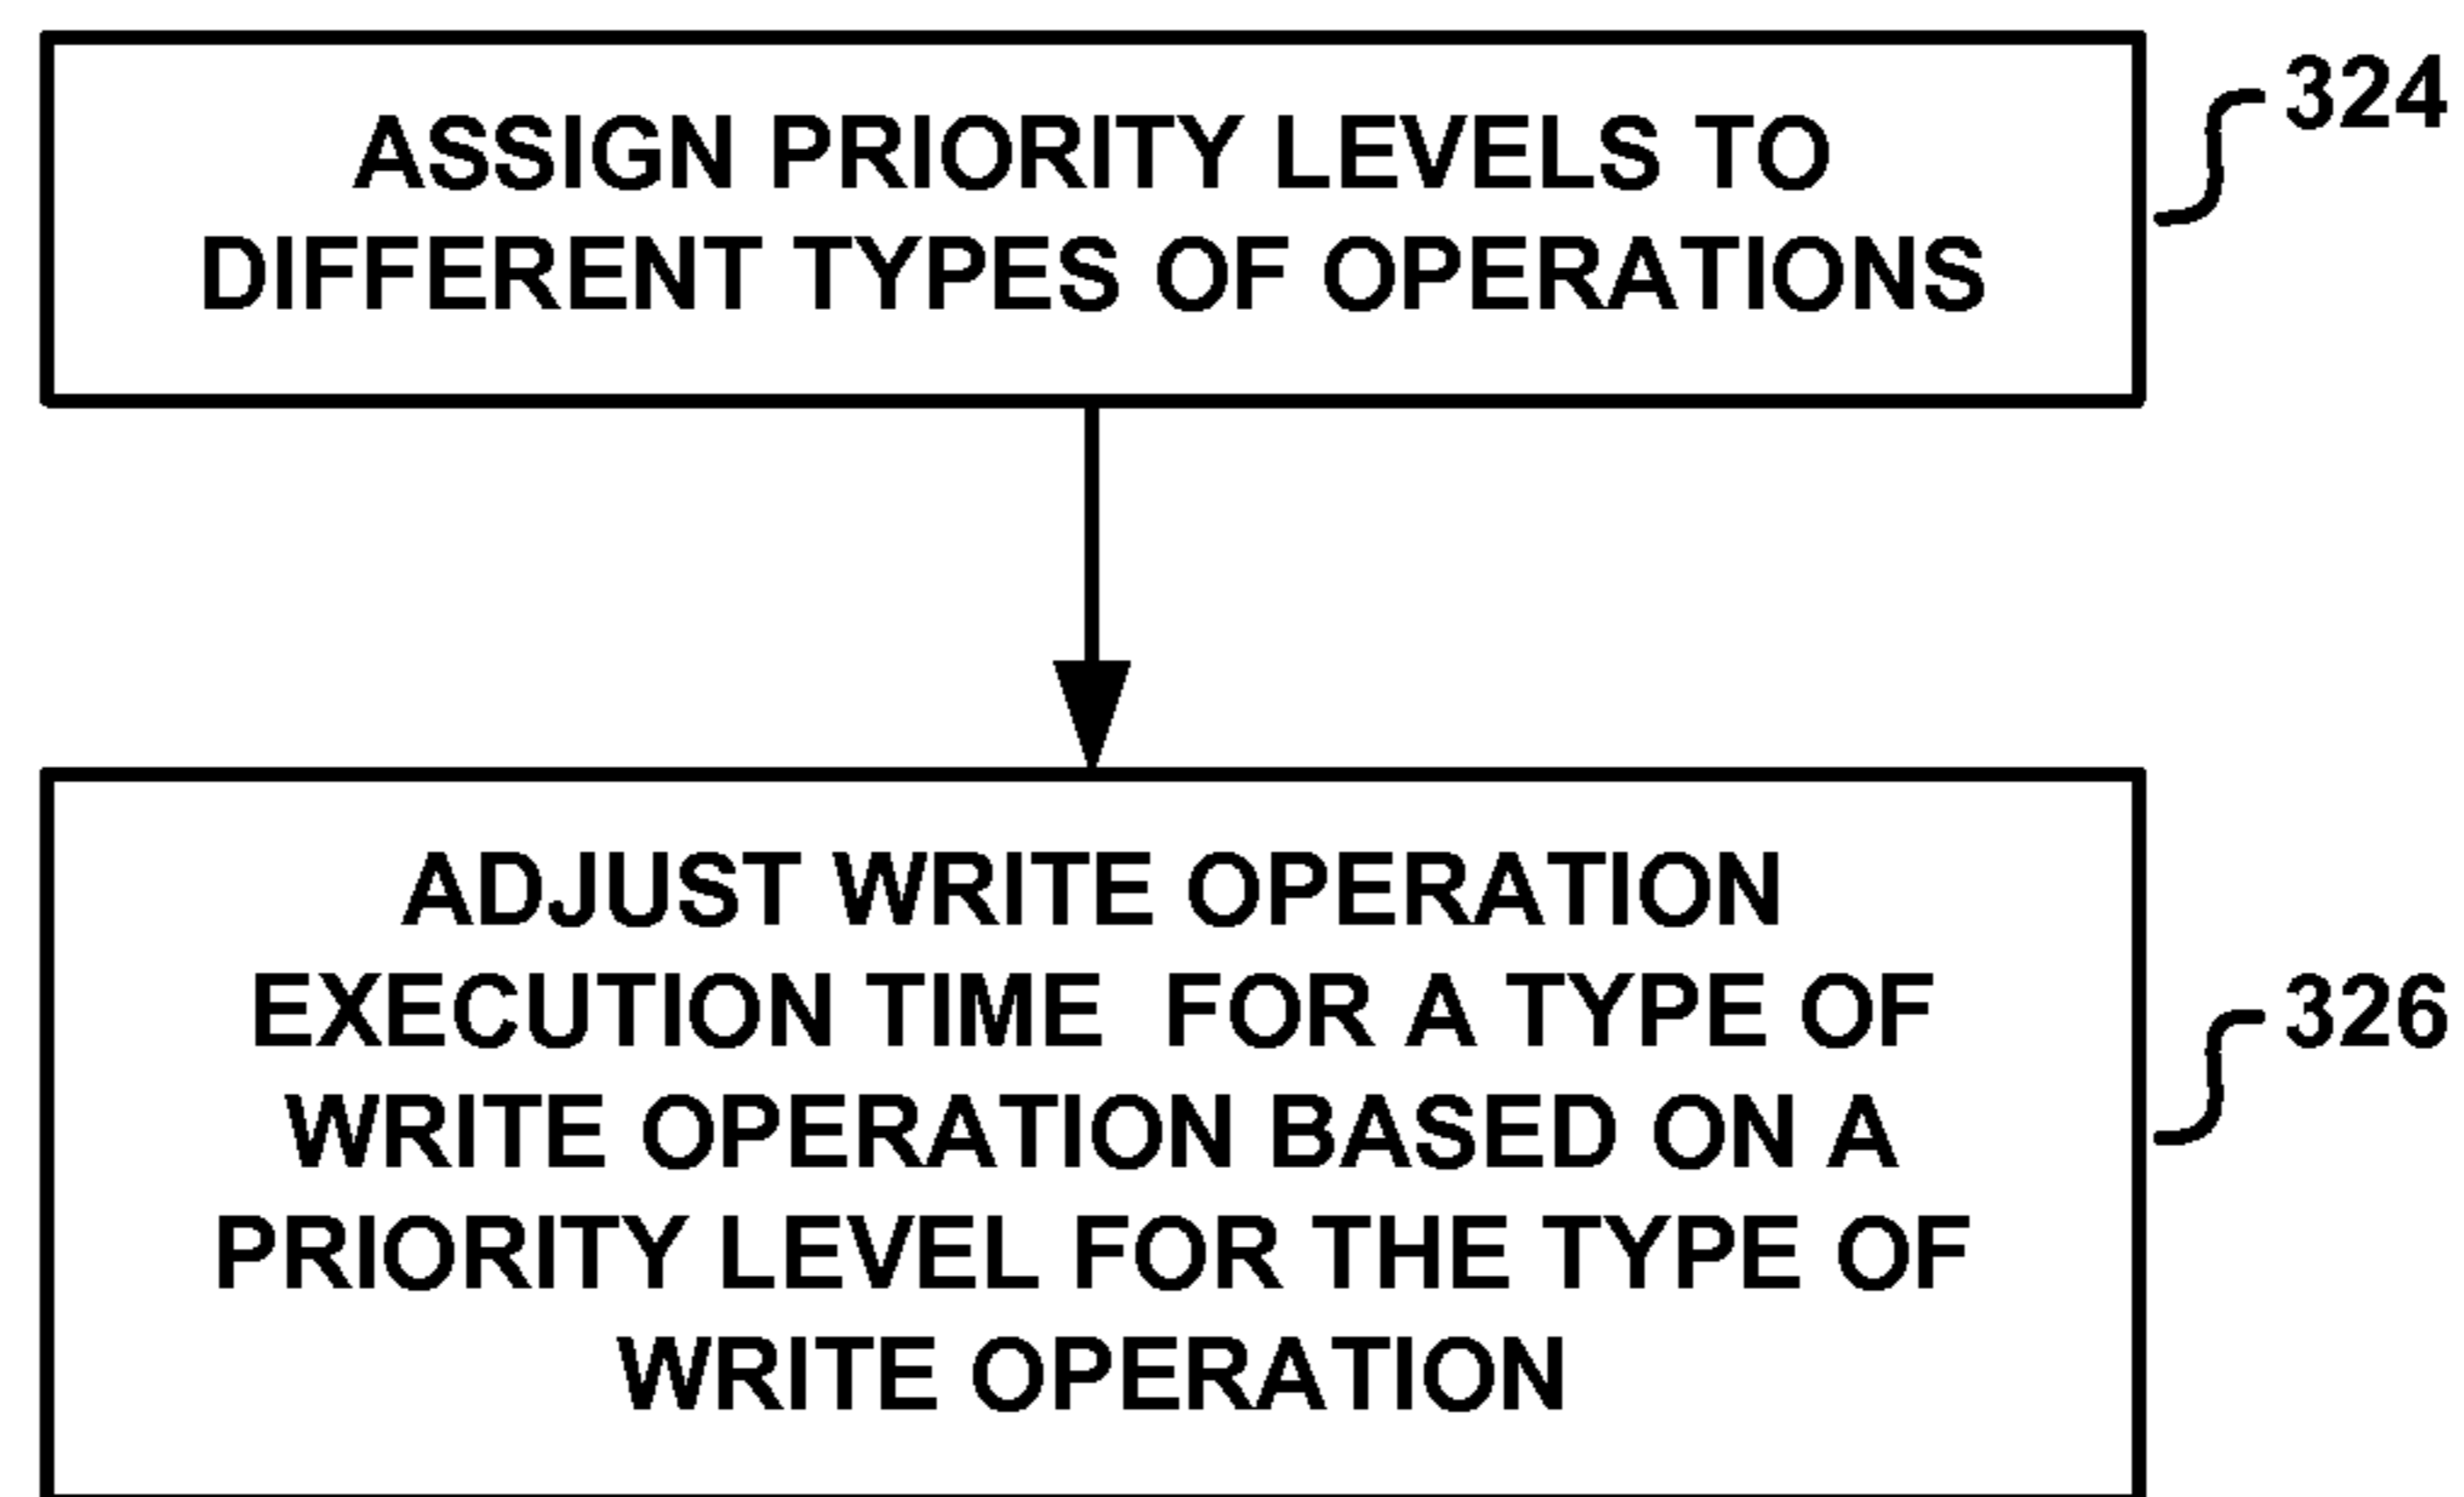 324
ASSIGN PRIORITY LEVELS TO
DIFFERENT TYPES OF OPERATIONS
ADJUST WRITE OPERATION
EXECUTION TIME FOR A TYPE OF
326
WRITE OPERATION BASED ON A
PRIORITY LEVEL FOR THE TYPE OF
WRITE OPERATION